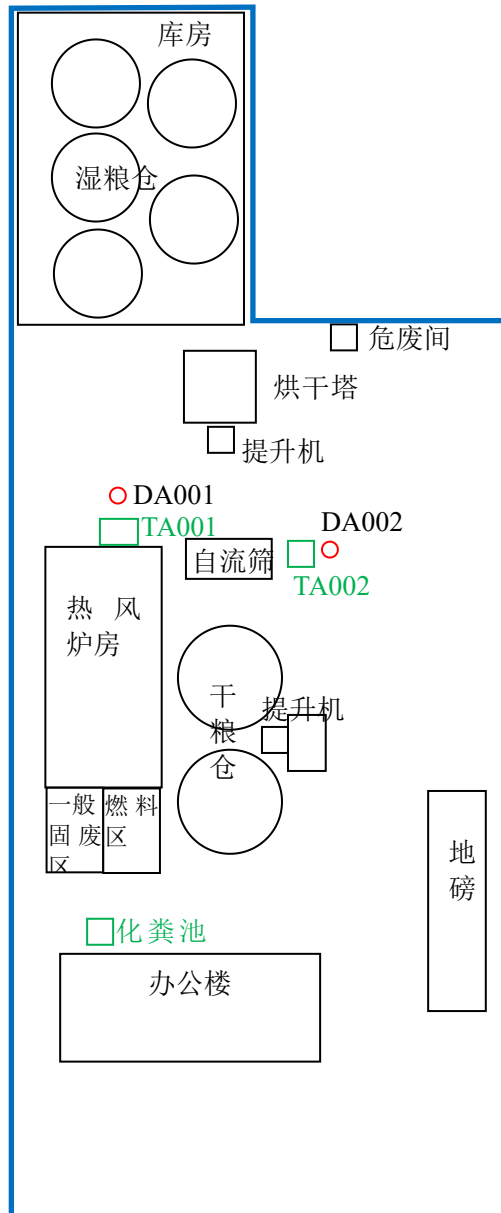 库房
湿粮仓
危废间
烘干塔
提升机
DA001
TA001
DA002
自流筛
TA002
热 风
炉房
干
粮
仓
提升机
一般
固 废
区
燃 料
区
地
磅
化粪池
办公楼